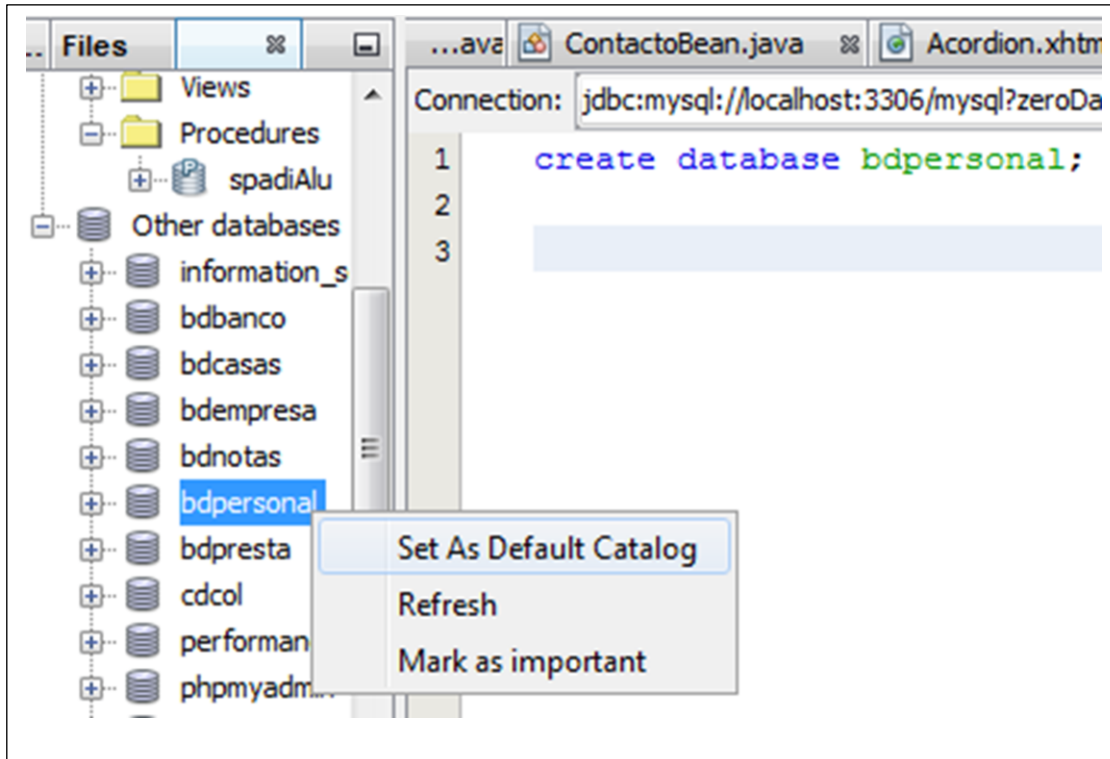 .. Files
Views
Procedures
spadiAlu
Other databases
information_s
bdbanco
bdcasas
bdempresa
bdnotas
bdpersonal
bdpresta
cdcol
performan
phpmyadm
...ava ContactoBean.java Acordion.xhtm
Connection: jdbc:mysql://localhost:3306/mysql?zeroDa
1 create database bdpersonal;
2
3
Set As Default Catalog
Refresh
Mark as important